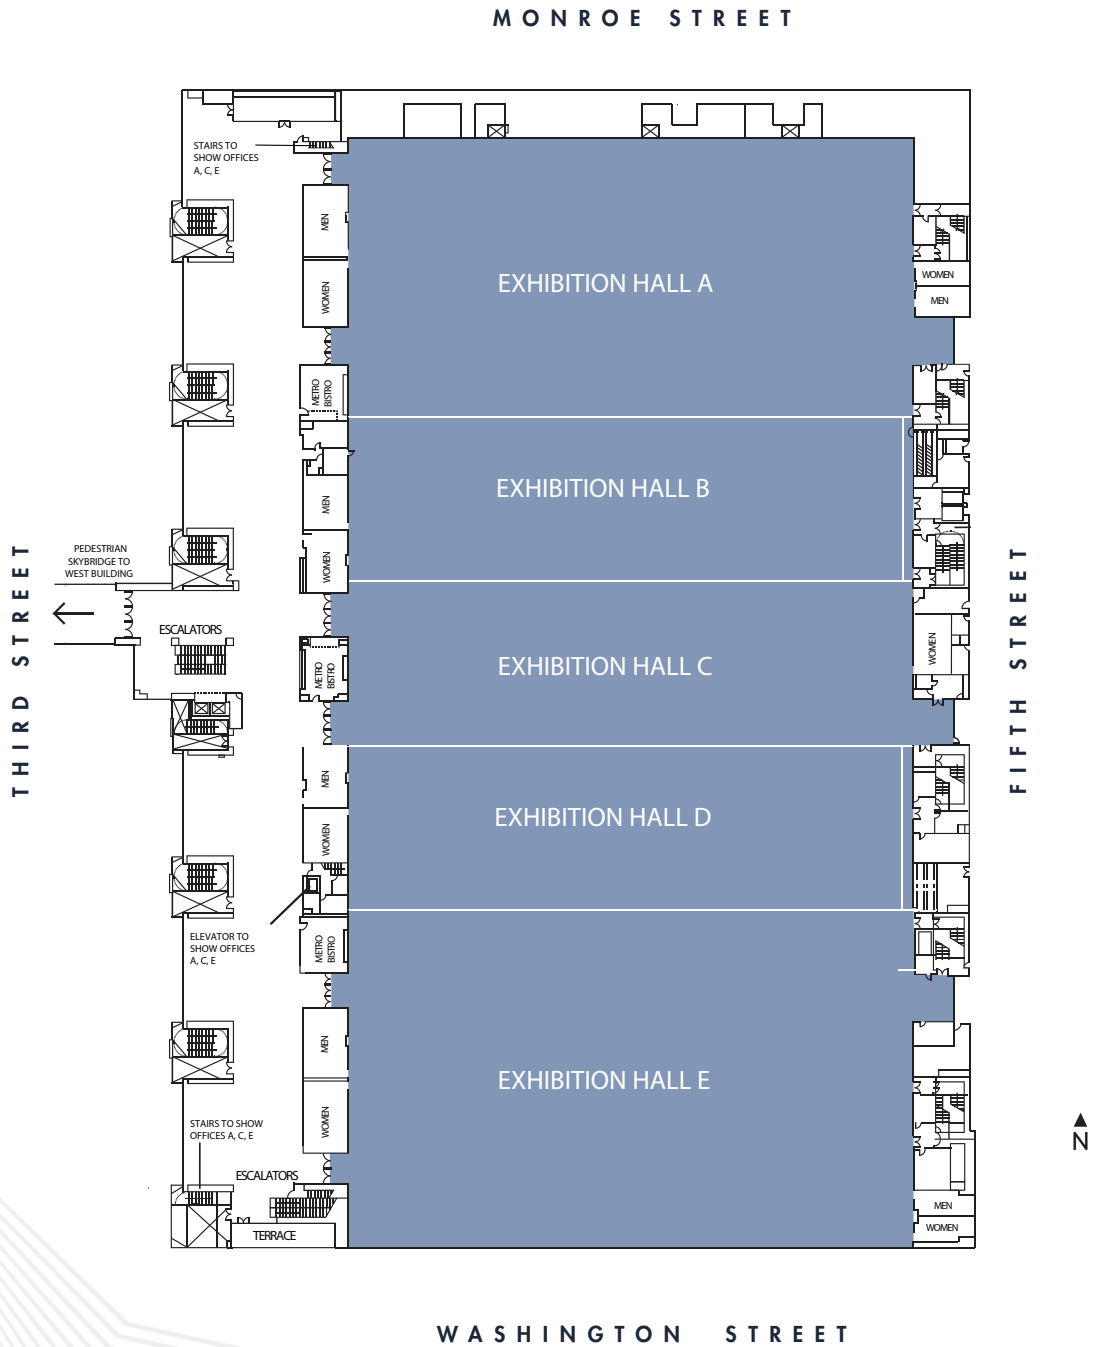 MONROE STREET
STAIRS TO
SHOW OFFICES
A, C, E
MEN
WOMEN
EXHIBITION HALL A
WOMEN
MEN
METRO
BISTRO
EXHIBITION HALL B
MEN
WOMEN
PEDESTRIAN
SKYBRIDGE TO
WEST BUILDING
THIRD STREET
ESCALATORS
EXHIBITION HALL C
METRO
BISTRO
WOMEN
FIFTH STREET
MEN
WOMEN
EXHIBITION HALL D
ELEVATOR TO
SHOW OFFICES
A, C, E
METRO
BISTRO
MEN
WOMEN
EXHIBITION HALL E
STAIRS TO SHOW
OFFICES A, C, E
ESCALATORS
TERRACE
MEN
WOMEN
N
WASHINGTON STREET